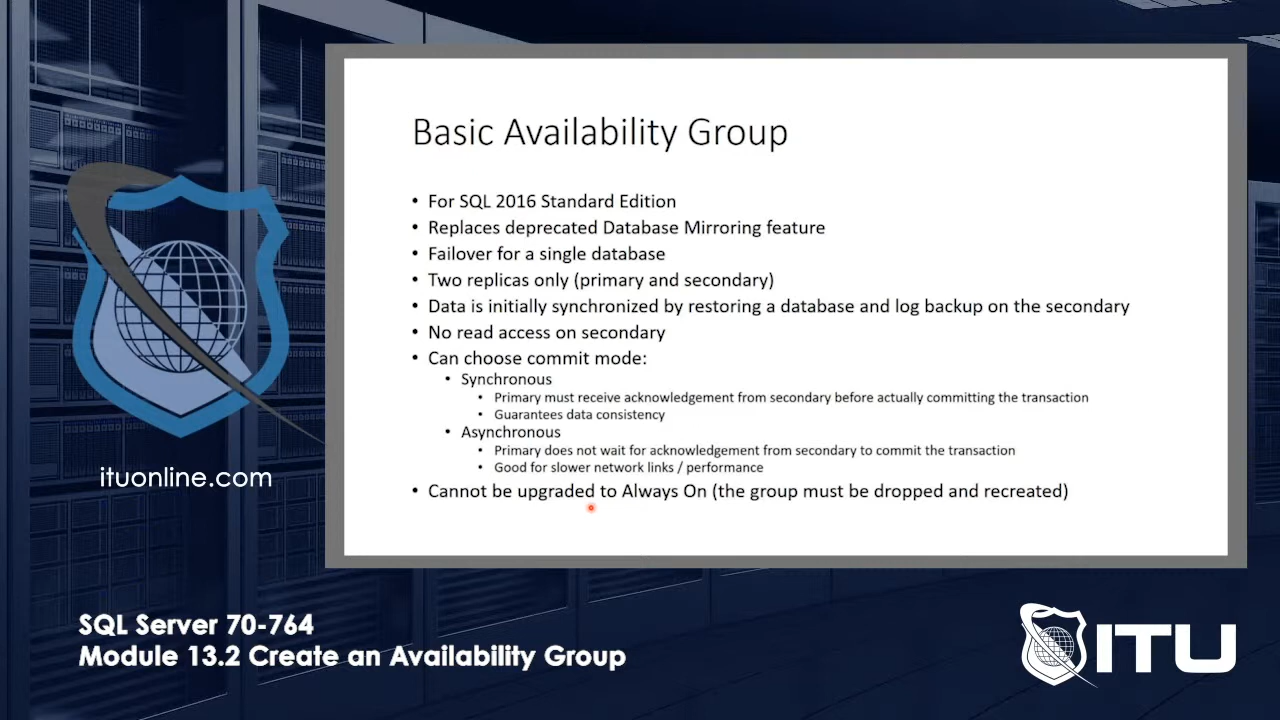 Basic Availability Group
• For SQL 2016 Standard Edition
• Replaces deprecated Database Mirroring feature
• Failover for a single database
• Two replicas only (primary and secondary)
• Data is initially synchronized by restoring a database and log backup on the secondary
• No read access on secondary
• Can choose commit mode:
• Synchronous
• Primary must receive acknowledgement from secondary before actually committing the transaction
• Guarantees data consistency
• Asynchronous
• Primary does not wait for acknowledgement from secondary to commit the transaction
• Good for slower network links / performance
• Cannot be upgraded to Always On (the group must be dropped and recreated)
ituonline.com
SQL Server 70-764
Module 13.2 Create an Availability Group
ITU